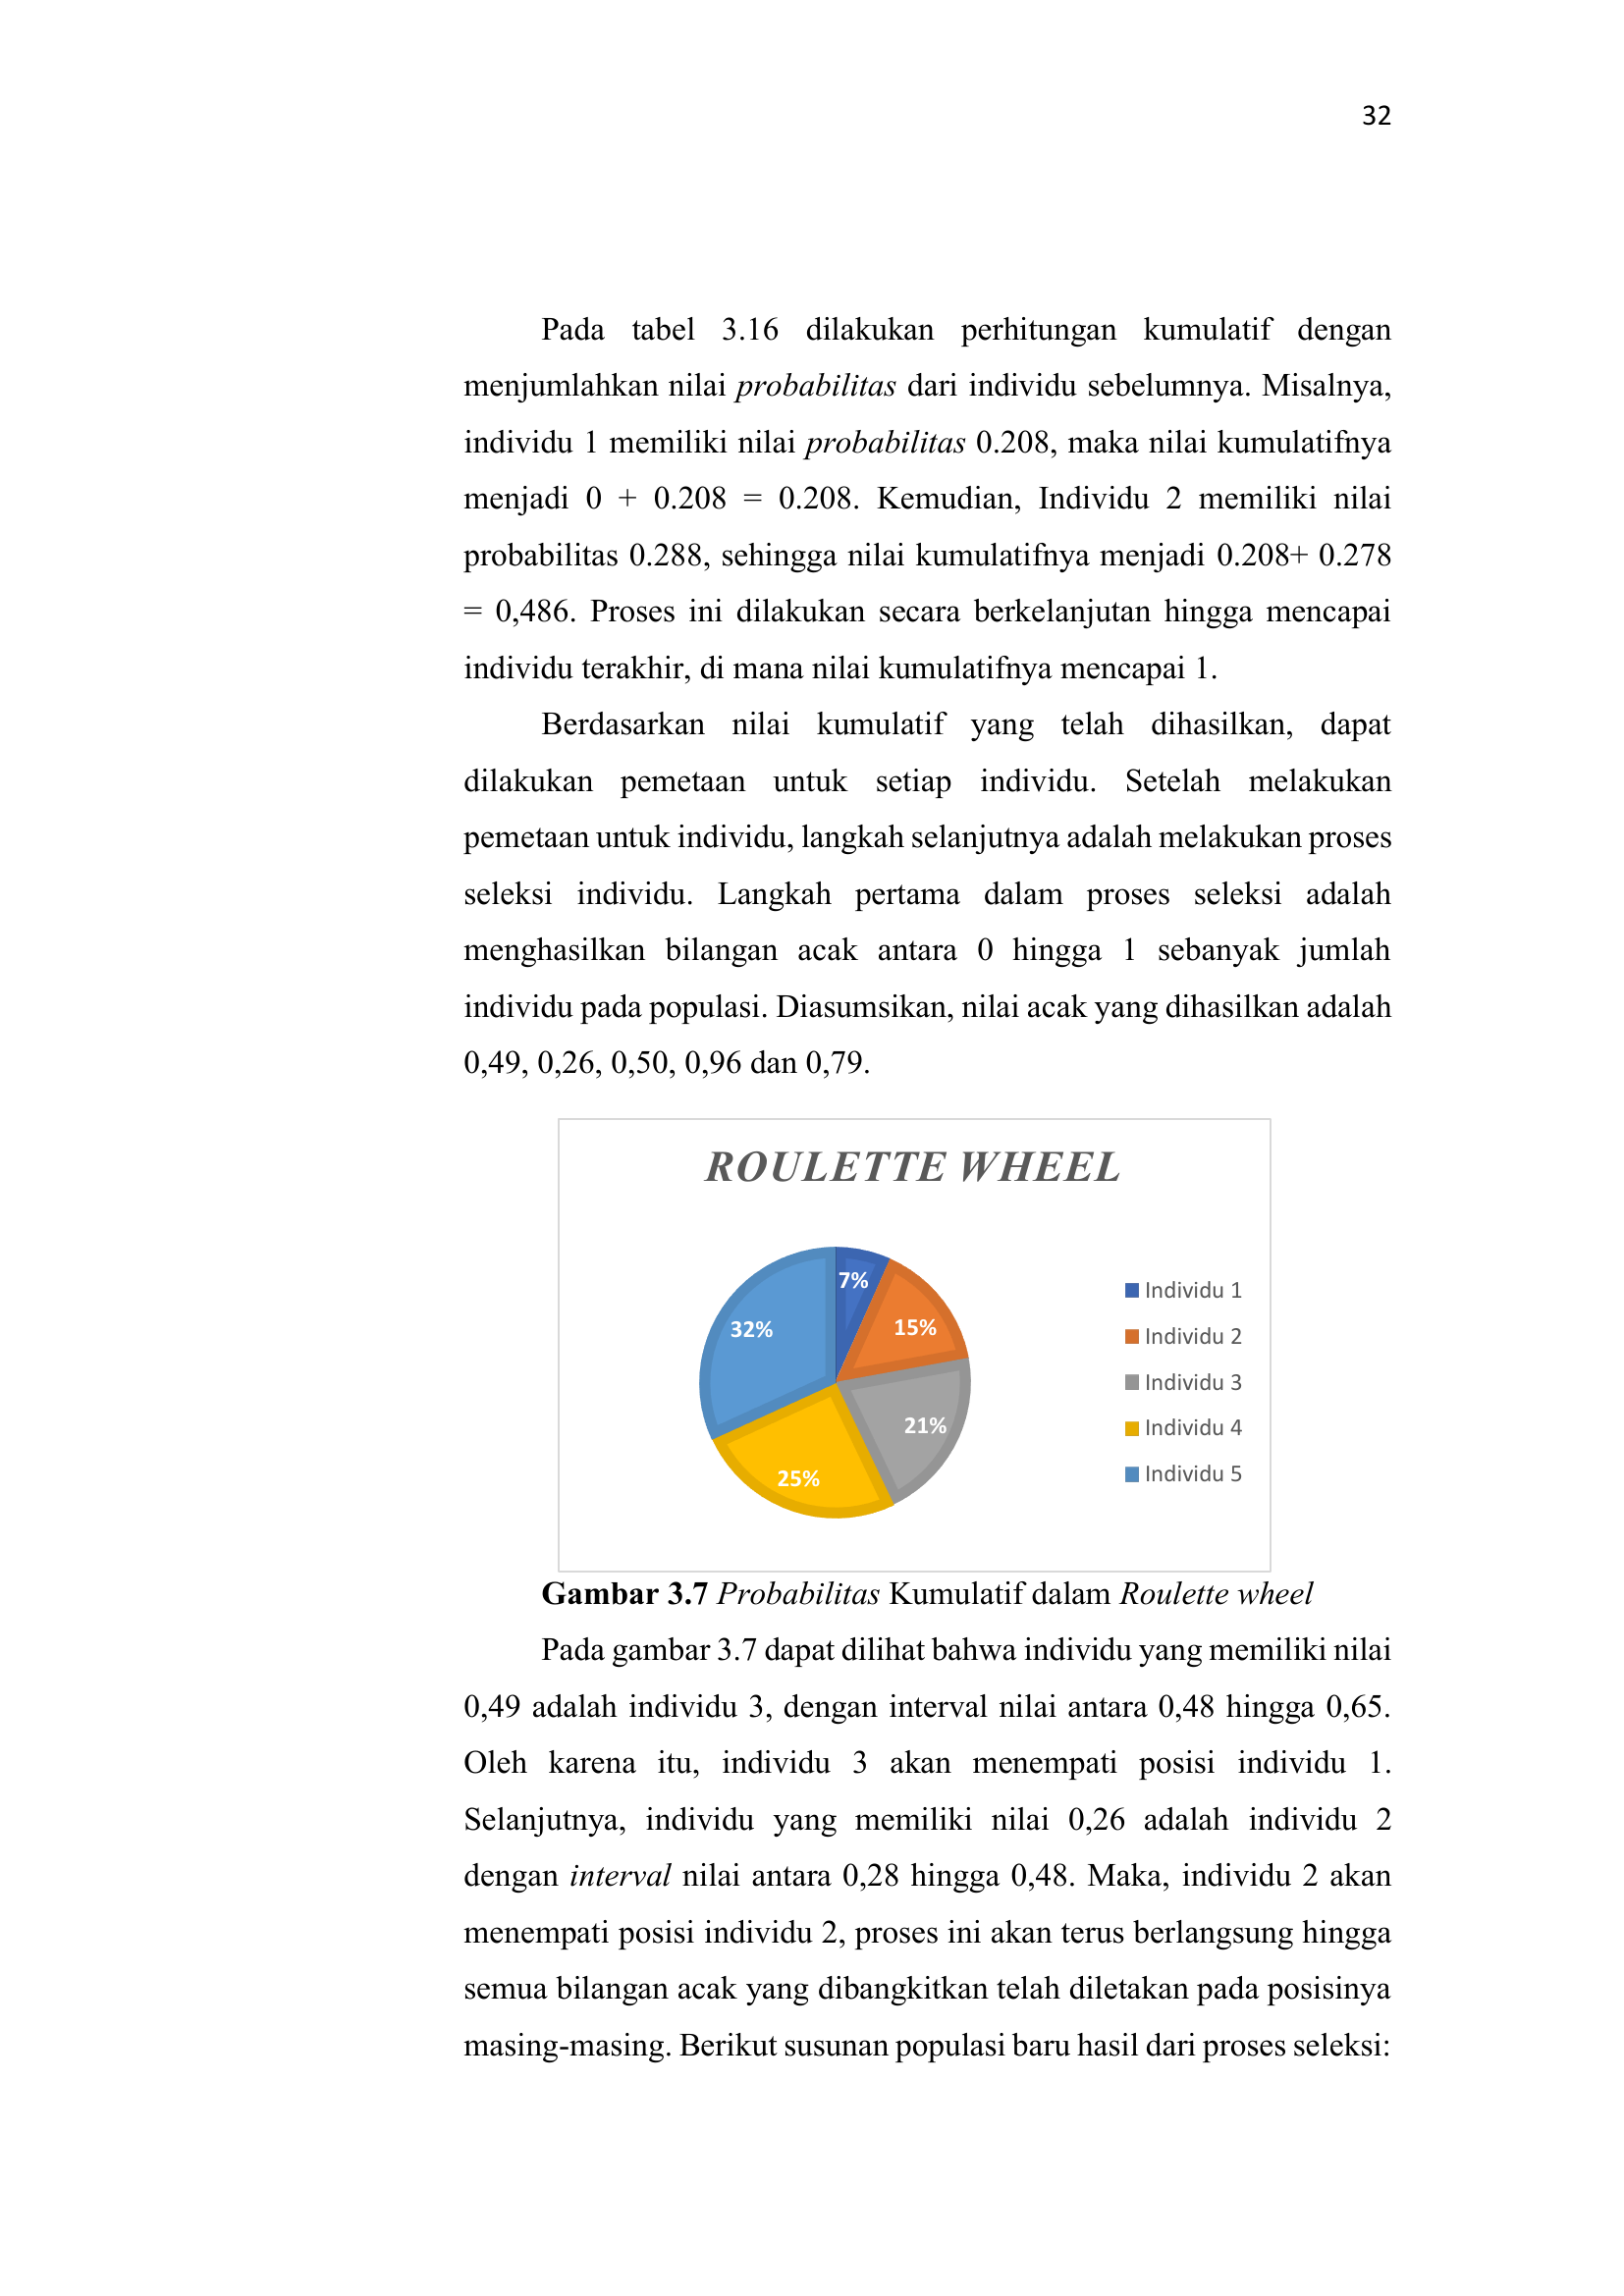 32
Pada tabel 3.16 dilakukan perhitungan kumulatif dengan
menjumlahkan nilai probabilitas dari individu sebelumnya. Misalnya,
individu 1 memiliki nilai probabilitas 0.208, maka nilai kumulatifnya
menjadi 0 + 0.208 = 0.208. Kemudian, Individu 2 memiliki nilai
probabilitas 0.288, sehingga nilai kumulatifnya menjadi 0.208+ 0.278
= 0,486. Proses ini dilakukan secara berkelanjutan hingga mencapai
individu terakhir, di mana nilai kumulatifnya mencapai 1.
Berdasarkan nilai kumulatif yang telah dihasilkan, dapat
dilakukan pemetaan untuk setiap individu. Setelah melakukan
pemetaan untuk individu, langkah selanjutnya adalah melakukan proses
seleksi individu. Langkah pertama dalam proses seleksi adalah
menghasilkan bilangan acak antara 0 hingga 1 sebanyak jumlah
individu pada populasi. Diasumsikan, nilai acak yang dihasilkan adalah
0,49, 0,26, 0,50, 0,96 dan 0,79.
ROULETTE WHEEL
7%
15%
21%
25%
32%
Individu 1
Individu 2
Individu 3
Individu 4
Individu 5
Gambar 3.7 Probabilitas Kumulatif dalam Roulette wheel
Pada gambar 3.7 dapat dilihat bahwa individu yang memiliki nilai
0,49 adalah individu 3, dengan interval nilai antara 0,48 hingga 0,65.
Oleh karena itu, individu 3 akan menempati posisi individu 1.
Selanjutnya, individu yang memiliki nilai 0,26 adalah individu 2
dengan interval nilai antara 0,28 hingga 0,48. Maka, individu 2 akan
menempati posisi individu 2, proses ini akan terus berlangsung hingga
semua bilangan acak yang dibangkitkan telah diletakan pada posisinya
masing-masing. Berikut susunan populasi baru hasil dari proses seleksi: